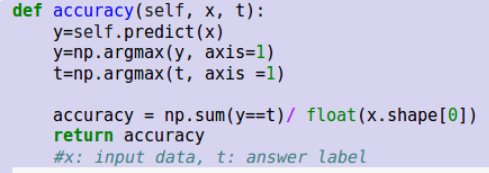 def accuracy(self, x, t):
    y=self.predict(x)
    y=np.argmax(y, axis=1)
    t=np.argmax(t, axis =1)

    accuracy = np.sum(y==t)/ float(x.shape[0])
    return accuracy
    #x: input data, t: answer label